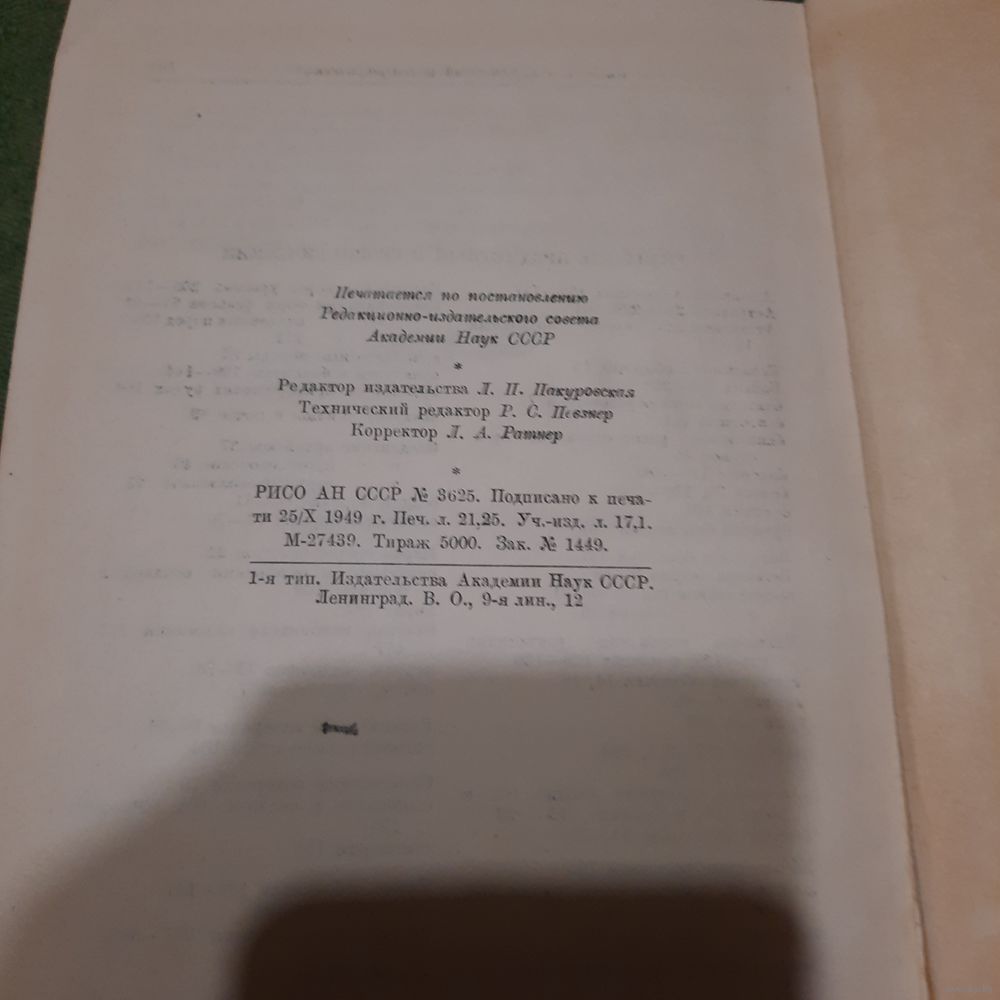 Печатается по постановлению
Редакционно-издательского совета
Академии Наук СССР
*
Редактор издательства Л. П. Пакуровская
Технический редактор Р. С. Певзнер
Корректор Л. А. Ратнер
*
РИСО АН СССР № 3625. Подписано к печа-
ти 25/X 1949 г. Печ. л. 21,25. Уч.-изд. л. 17,1.
М-27439. Тираж 5000. Зак. № 1449.
1-я тип. Издательства Академии Наук СССР.
Ленинград. В. О., 9-я лин., 12